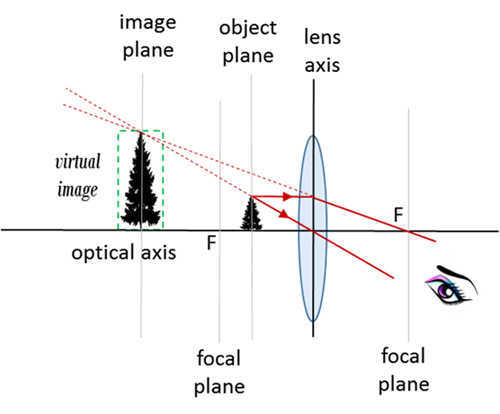 image
plane
object
plane
lens
axis
virtual
image
F
optical axis
F
focal
plane
focal
plane